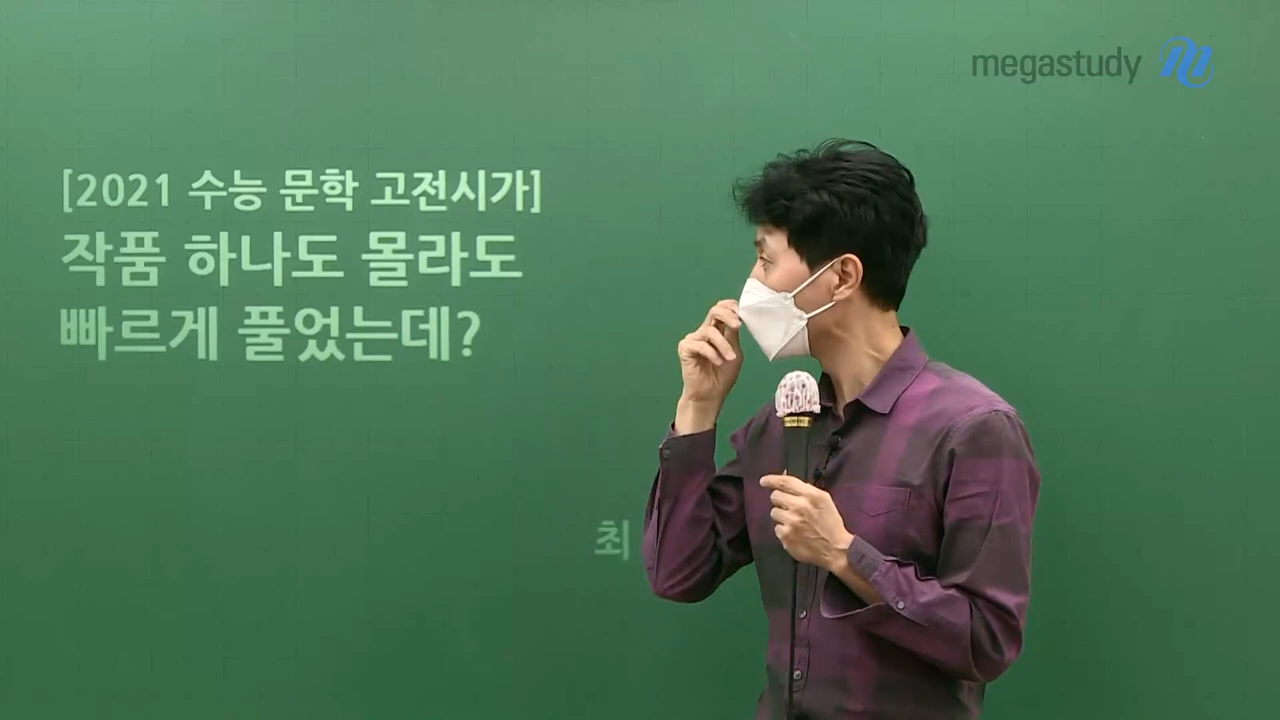 megastudy
[2021 수능 문학 고전시가]
작품 하나도 몰라도
빠르게 풀었는데?
최